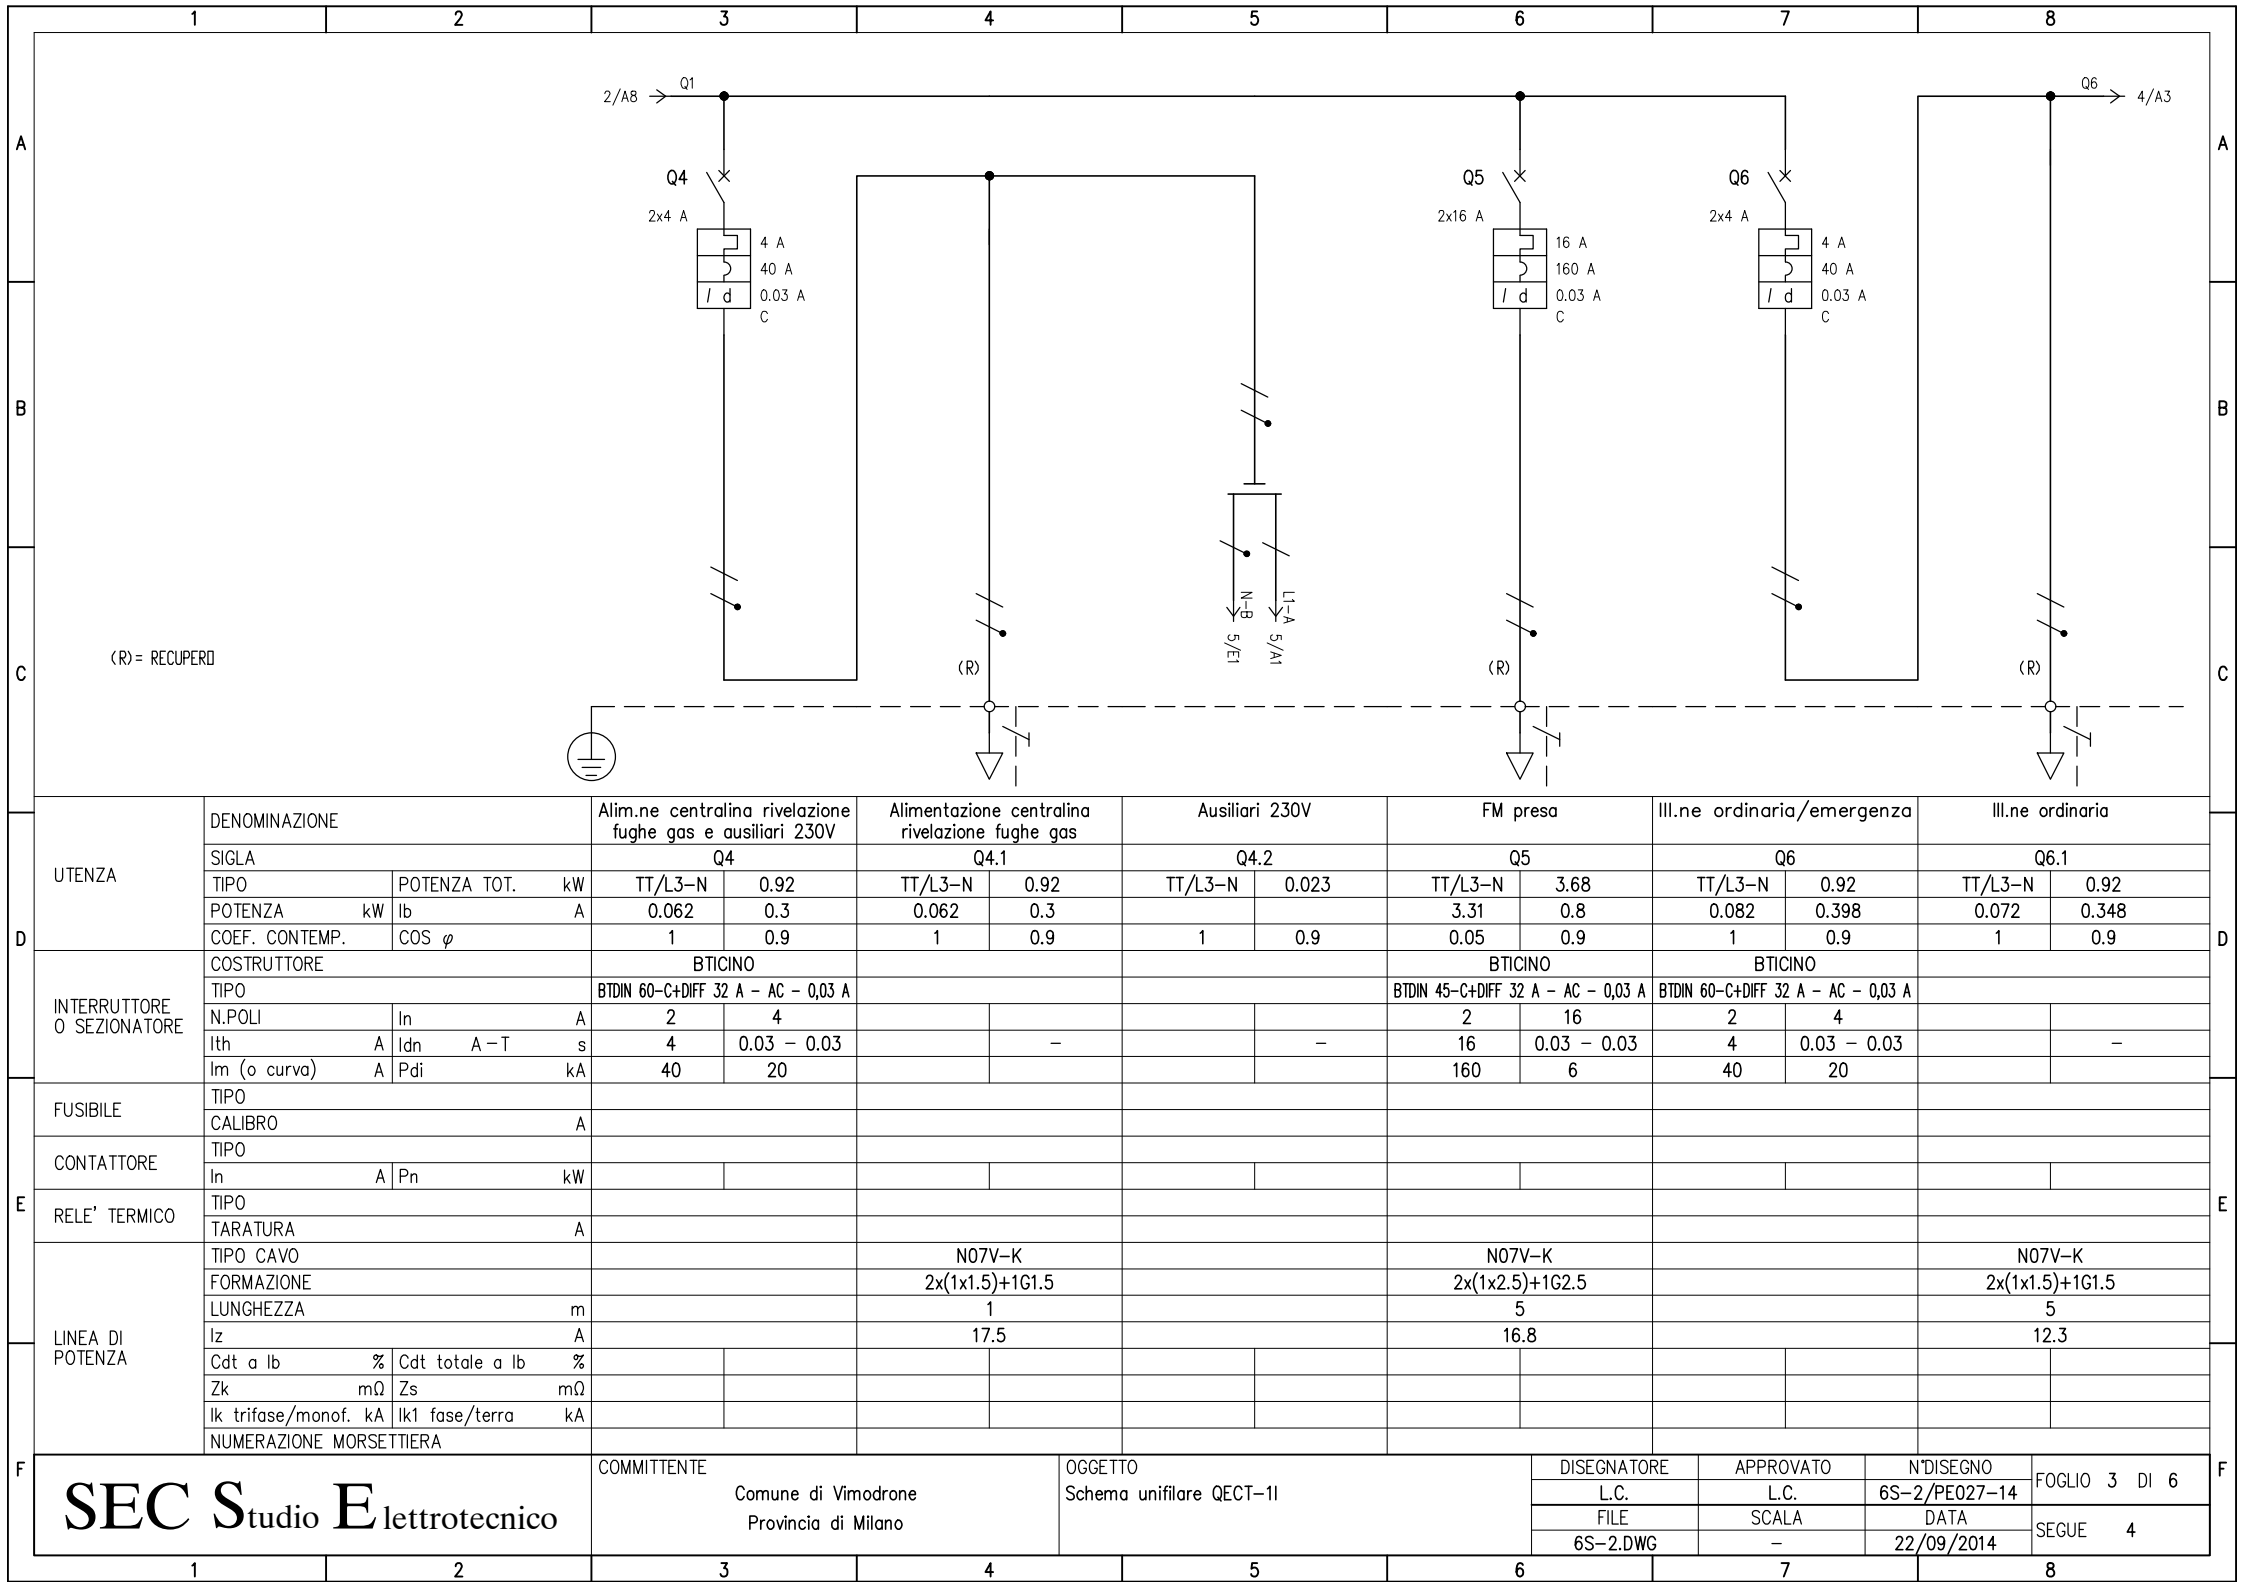 1 2 3 4 5 6 7 8
2/A8 Q1 Q6 4/A3
A A
Q4 Q5 Q6
2x4 A 2x16 A 2x4 A
4 A 16 A 4 A
40 A 160 A 40 A
I d 0.03 A I d 0.03 A I d 0.03 A
C C C
B B
N-B L1-A
5/E1 5/A1
(R)= RECUPERO
(R) (R) (R)
C C
UTENZA
DENOMINAZIONE Alim.ne centralina rivelazione Alimentazione centralina Ausiliari 230V FM presa Ill.ne ordinaria/emergenza Ill.ne ordinaria
fughe gas e ausiliari 230V rivelazione fughe gas
SIGLA Q4 Q4.1 Q4.2 Q5 Q6 Q6.1
TIPO POTENZA TOT. kW TT/L3-N 0.92 TT/L3-N 0.92 TT/L3-N 0.023 TT/L3-N 3.68 TT/L3-N 0.92 TT/L3-N 0.92
POTENZA kW Ib A 0.062 0.3 0.062 0.3 3.31 0.8 0.082 0.398 0.072 0.348
COEF. CONTEMP. COS φ 1 0.9 1 0.9 1 0.9 0.05 0.9 1 0.9 1 0.9
D D
INTERRUTTORE
O SEZIONATORE
COSTRUTTORE BTICINO BTICINO BTICINO
TIPO BTDIN 60-C+DIFF 32 A - AC - 0,03 A BTDIN 45-C+DIFF 32 A - AC - 0,03 A BTDIN 60-C+DIFF 32 A - AC - 0,03 A
N.POLI In A 2 4 2 16 2 4
Ith A Idn A-T s 4 0.03 - 0.03 - - 16 0.03 - 0.03 4 0.03 - 0.03 -
Im (o curva) A Pdi kA 40 20 160 6 40 20
FUSIBILE
TIPO
CALIBRO A
CONTATTORE
TIPO
In A Pn kW
E E
RELE' TERMICO
TIPO
TARATURA A
LINEA DI
POTENZA
TIPO CAVO N07V-K N07V-K N07V-K
FORMAZIONE 2x(1x1.5)+1G1.5 2x(1x2.5)+1G2.5 2x(1x1.5)+1G1.5
LUNGHEZZA m 1 5 5
Iz A 17.5 16.8 12.3
Cdt a Ib % Cdt totale a Ib %
Zk mΩ Zs mΩ
Ik trifase/monof. kA Ik1 fase/terra kA
NUMERAZIONE MORSETTIERA
F F
SEC Studio Elettrotecnico
COMMITTENTE
Comune di Vimodrone
Provincia di Milano
OGGETTO
Schema unifilare QECT-1I
DISEGNATORE APPROVATO N°DISEGNO
L.C. L.C. 6S-2/PE027-14
FILE SCALA DATA
6S-2.DWG - 22/09/2014
FOGLIO 3 DI 6
SEGUE 4
1 2 3 4 5 6 7 8